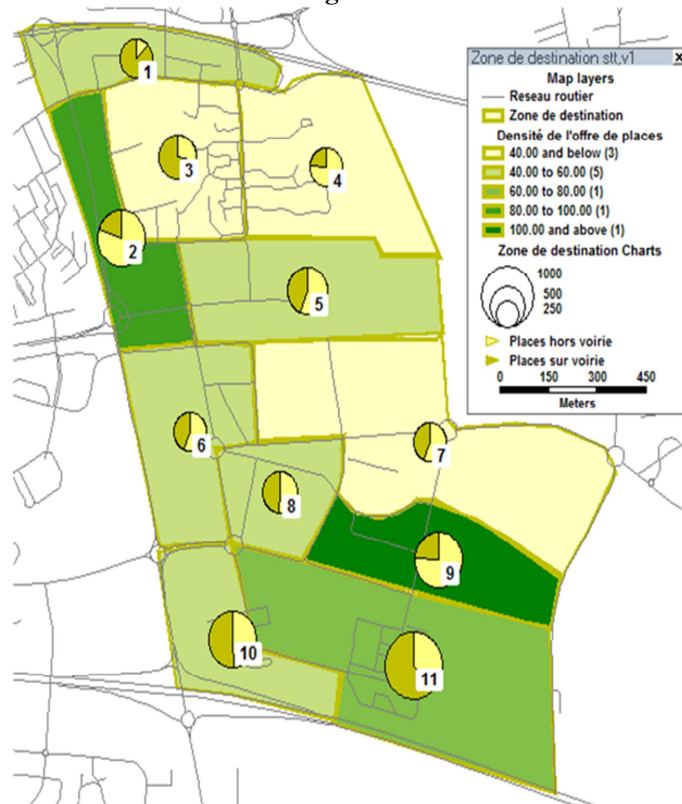 Zone de destination stt,v1 x
Map layers
Reseau routier
Zone de destination
Densité de l'offre de places
40.00 and below (3)
40.00 to 60.00 (5)
60.00 to 80.00 (1)
80.00 to 100.00 (1)
100.00 and above (1)
Zone de destination Charts
1000
500
250
Places hors voirie
Places sur voirie
0 150 300 450
Meters
1
2
3
4
5
6
7
8
9
10
11